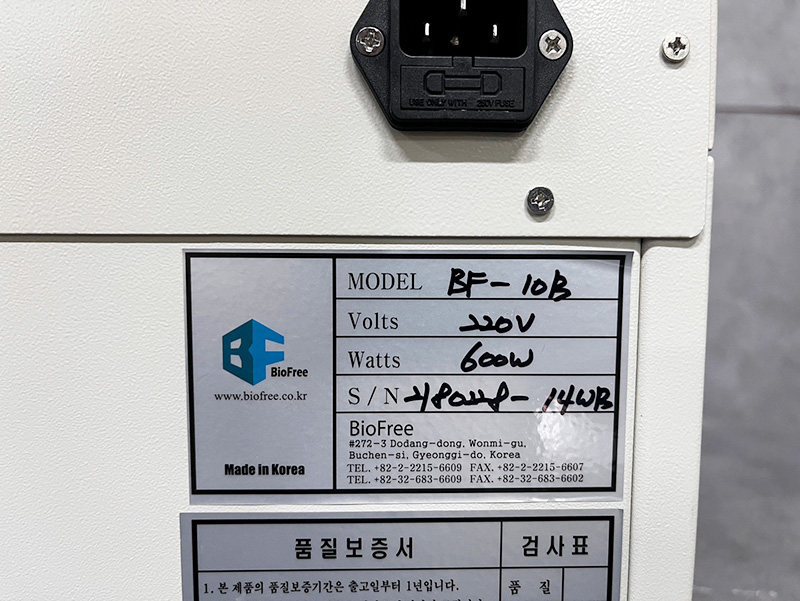 USE ONLY WITH 250V FUSE
BF BioFree
www.biofree.co.kr
Made in Korea
MODEL BF-10B
Volts 220V
Watts 600W
S/N 2180228-14WB
BioFree
#272-3 Dodang-dong, Wonmi-gu,
Buchen-si, Gyeonggi-do, Korea
TEL. +82-2-2215-6609 FAX. +82-2-2215-6607
TEL. +82-32-683-6609 FAX. +82-32-683-6602
품질보증서 검사표
1. 본 제품의 품질보증기간은 출고일부터 1년입니다.
품 질